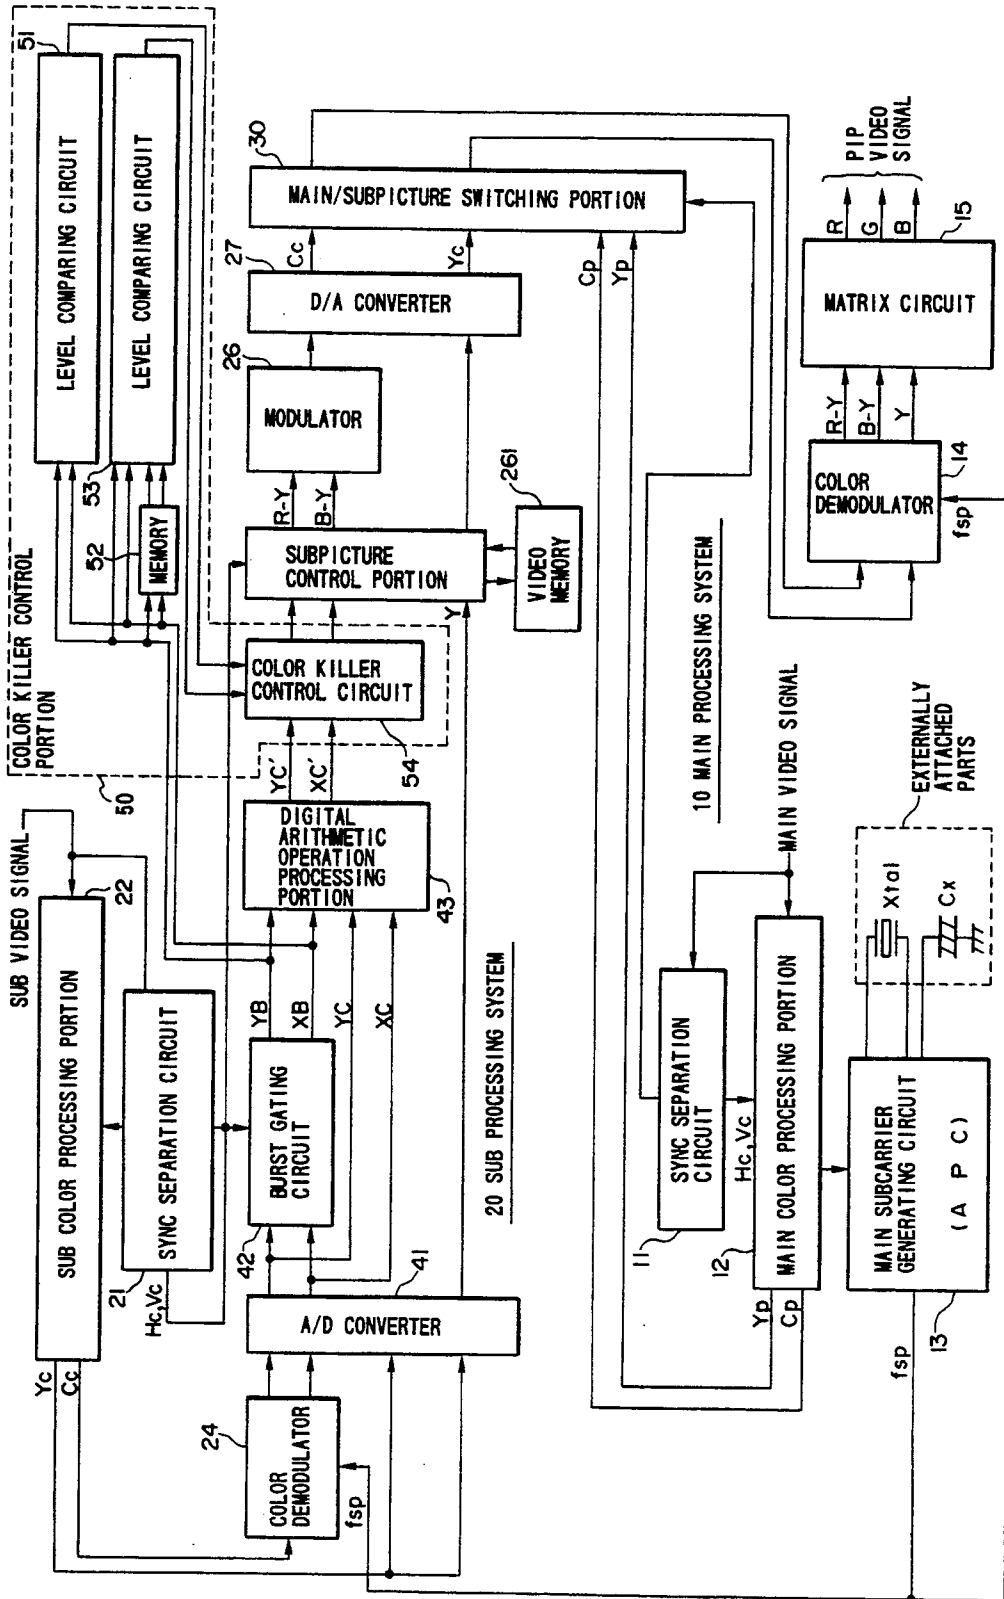 SUB VIDEO SIGNAL
22
SUB COLOR PROCESSING PORTION
Yc
Cc
SYNC SEPARATION CIRCUIT
21
Hc,Vc
50
COLOR KILLER CONTROL
PORTION
51
LEVEL COMPARING CIRCUIT
53
LEVEL COMPARING CIRCUIT
52
MEMORY
24
COLOR
DEMODULATOR
fsp
41
A/D CONVERTER
42
BURST GATING
CIRCUIT
YB
XB
YC
XC
DIGITAL
ARITHMETIC
OPERATION
PROCESSING
PORTION
43
YC'
XC'
COLOR KILLER
CONTROL CIRCUIT
54
SUBPICTURE
CONTROL PORTION
Y
R-Y
B-Y
261
VIDEO
MEMORY
26
MODULATOR
27
D/A CONVERTER
Cc
Yc
30
MAIN/SUBPICTURE SWITCHING PORTION
Cp
Yp
20 SUB PROCESSING SYSTEM
10 MAIN PROCESSING SYSTEM
MAIN VIDEO SIGNAL
SYNC SEPARATION
CIRCUIT
11
Hc,Vc
12
MAIN COLOR PROCESSING PORTION
Yp
Cp
MAIN SUBCARRIER
GENERATING CIRCUIT
(A P C)
13
fsp
EXTERNALLY
ATTACHED
PARTS
Xtal
Cx
COLOR
DEMODULATOR
14
fsp
R-Y
B-Y
Y
MATRIX CIRCUIT
15
R
G
B
PIP
VIDEO
SIGNAL